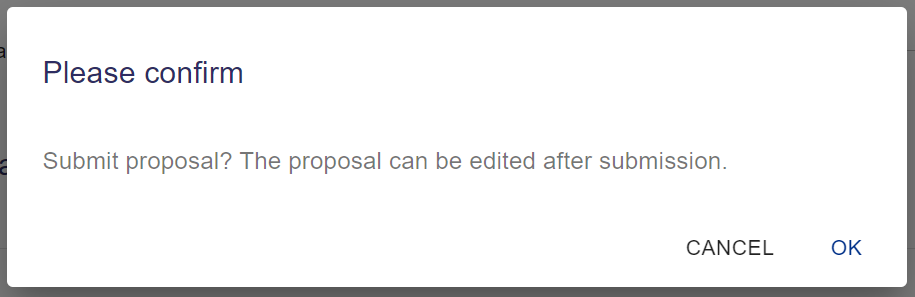 Please confirm
Submit proposal? The proposal can be edited after submission.
CANCEL OK